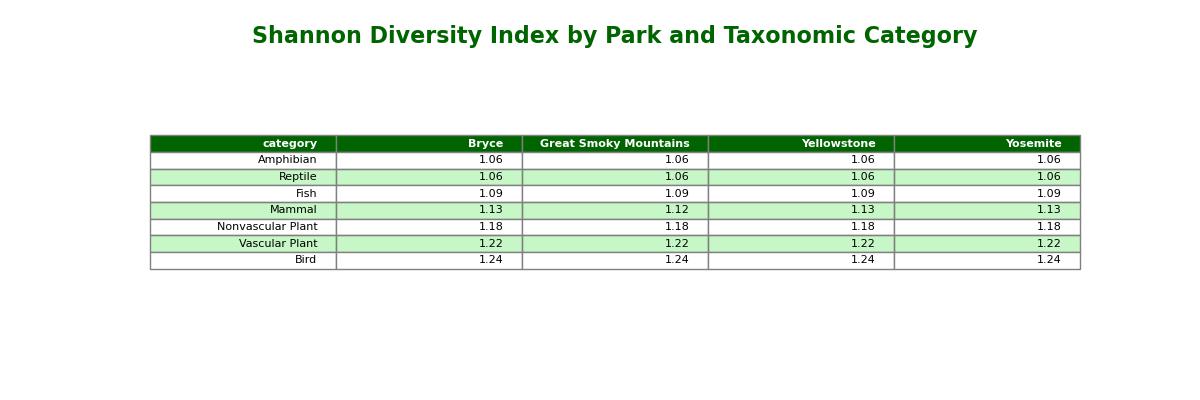 Shannon Diversity Index by Park and Taxonomic Category
category Bryce Great Smoky Mountains Yellowstone Yosemite
Amphibian 1.06 1.06 1.06 1.06
Reptile 1.06 1.06 1.06 1.06
Fish 1.09 1.09 1.09 1.09
Mammal 1.13 1.12 1.13 1.13
Nonvascular Plant 1.18 1.18 1.18 1.18
Vascular Plant 1.22 1.22 1.22 1.22
Bird 1.24 1.24 1.24 1.24